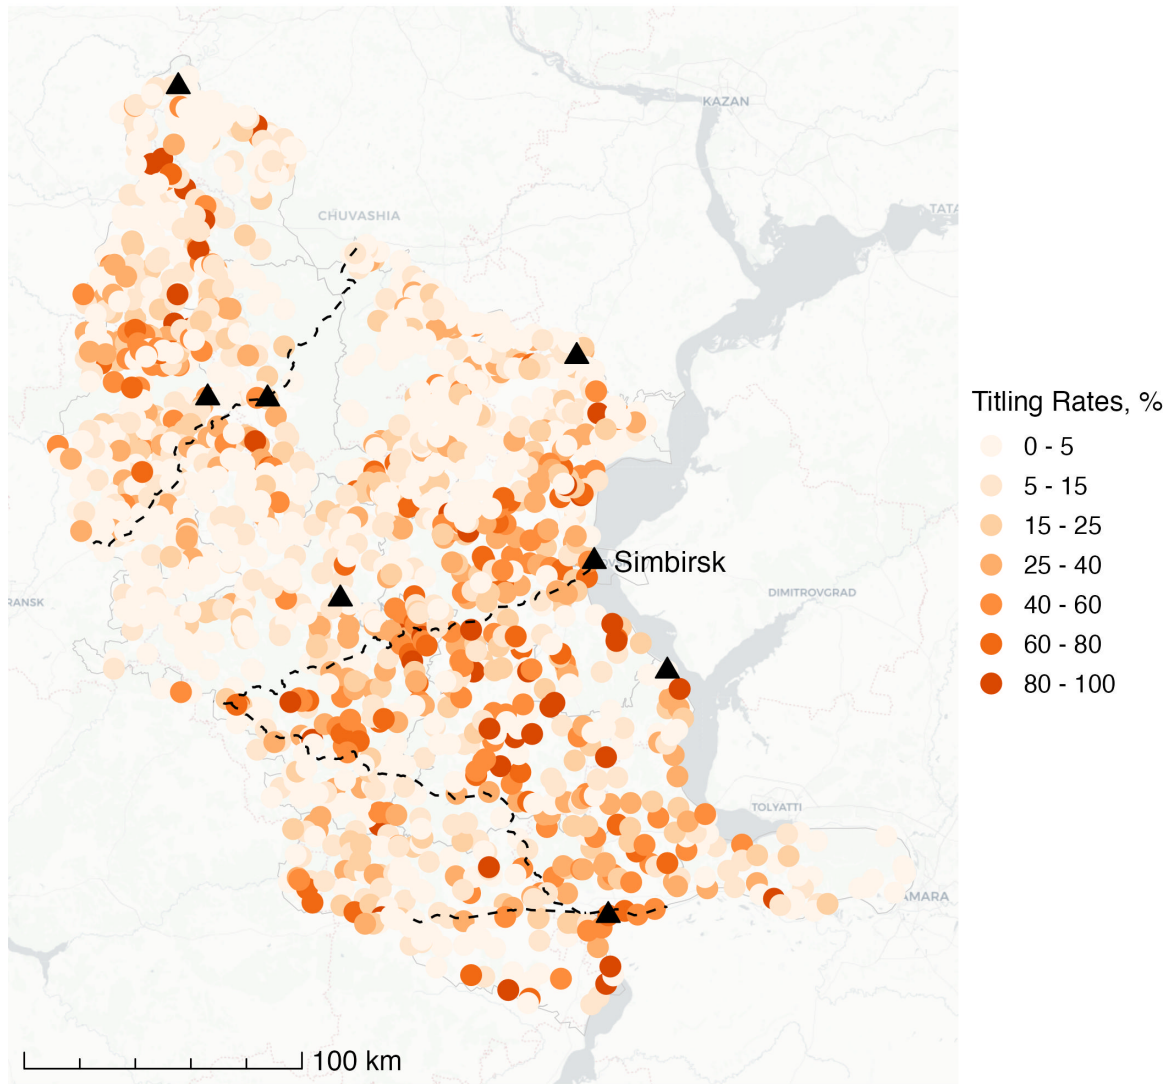 KAZAN
TATA
CHUVASHIA
Titling Rates, %
0 - 5
5 - 15
15 - 25
25 - 40
40 - 60
60 - 80
80 - 100
Simbirsk
DIMITROVGRAD
RANSK
TOLYATTI
AMARA
100 km